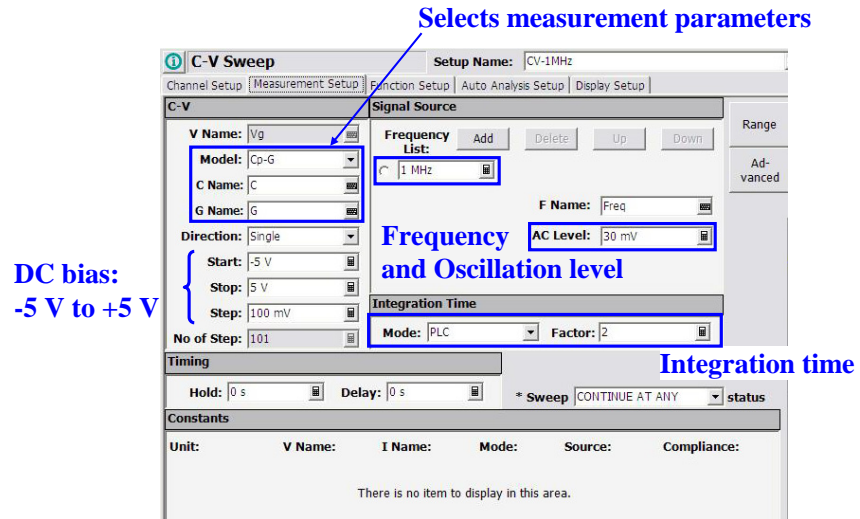 Selects measurement parameters
C-V Sweep
Setup Name: CV-1MHz
Channel Setup Measurement Setup Function Setup Auto Analysis Setup Display Setup
C-V
Signal Source
Range
Ad-
vanced
V Name: Vg
Model: Cp-G
C Name: C
G Name: G
Direction: Single
Start: -5 V
Stop: 5 V
Step: 100 mV
No of Step: 101
DC bias:
-5 V to +5 V
Frequency
List:
Add Delete Up Down
1 MHz
F Name: Freq
AC Level: 30 mV
Frequency
and Oscillation level
Integration Time
Mode: PLC Factor: 2
Integration time
Timing
Hold: 0 s Delay: 0 s * Sweep CONTINUE AT ANY status
Constants
Unit: V Name: I Name: Mode: Source: Compliance:
There is no item to display in this area.